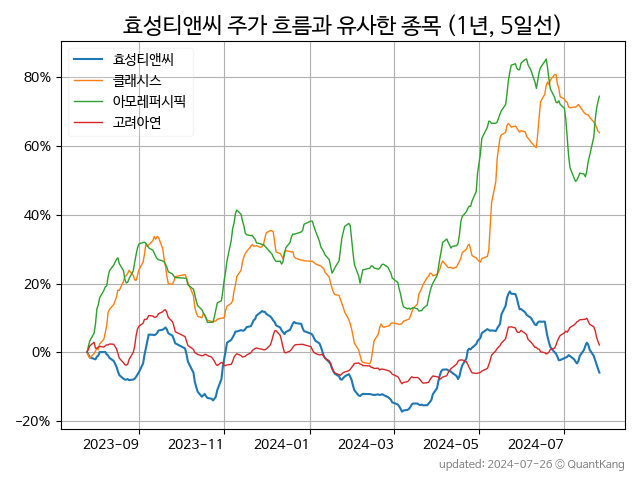 효성티앤씨 주가 흐름과 유사한 종목 (1년, 5일선)
효성티앤씨
클래시스
아모레퍼시픽
고려아연
80%
60%
40%
20%
0%
−20%
2023−09
2023−11
2024−01
2024−03
2024−05
2024−07
updated: 2024-07-26 © QuantKang